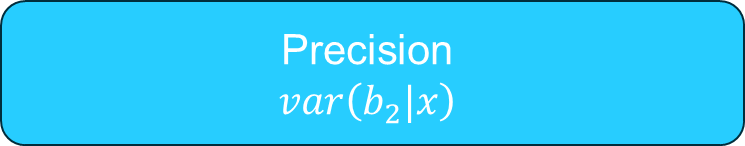 Precision
𝑣𝑎𝑟(𝑏₂|𝑥)